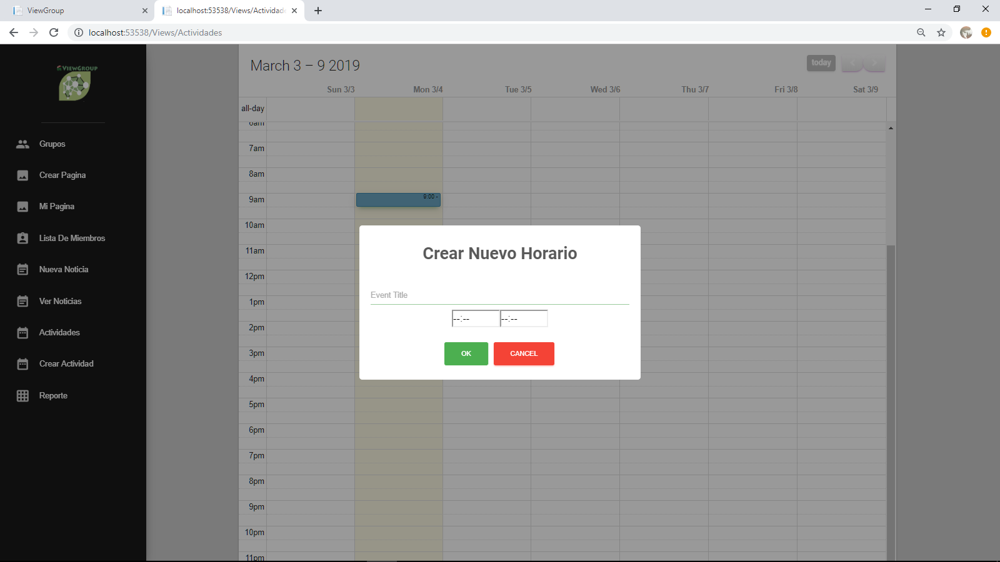 ViewGroup
localhost:53538/Views/Actividade
localhost:53538/Views/Actividades
VIEWGROUP
Grupos
Crear Pagina
Mi Pagina
Lista De Miembros
Nueva Noticia
Ver Noticias
Actividades
Crear Actividad
Reporte
March 3 – 9 2019
today
Sun 3/3 Mon 3/4 Tue 3/5 Wed 3/6 Thu 3/7 Fri 3/8 Sat 3/9
all-day
6am
7am
8am
9am
9:00 -
10am
11am
12pm
1pm
2pm
3pm
4pm
5pm
6pm
7pm
8pm
9pm
10pm
11pm
Crear Nuevo Horario
Event Title
--:-- --:--
OK CANCEL